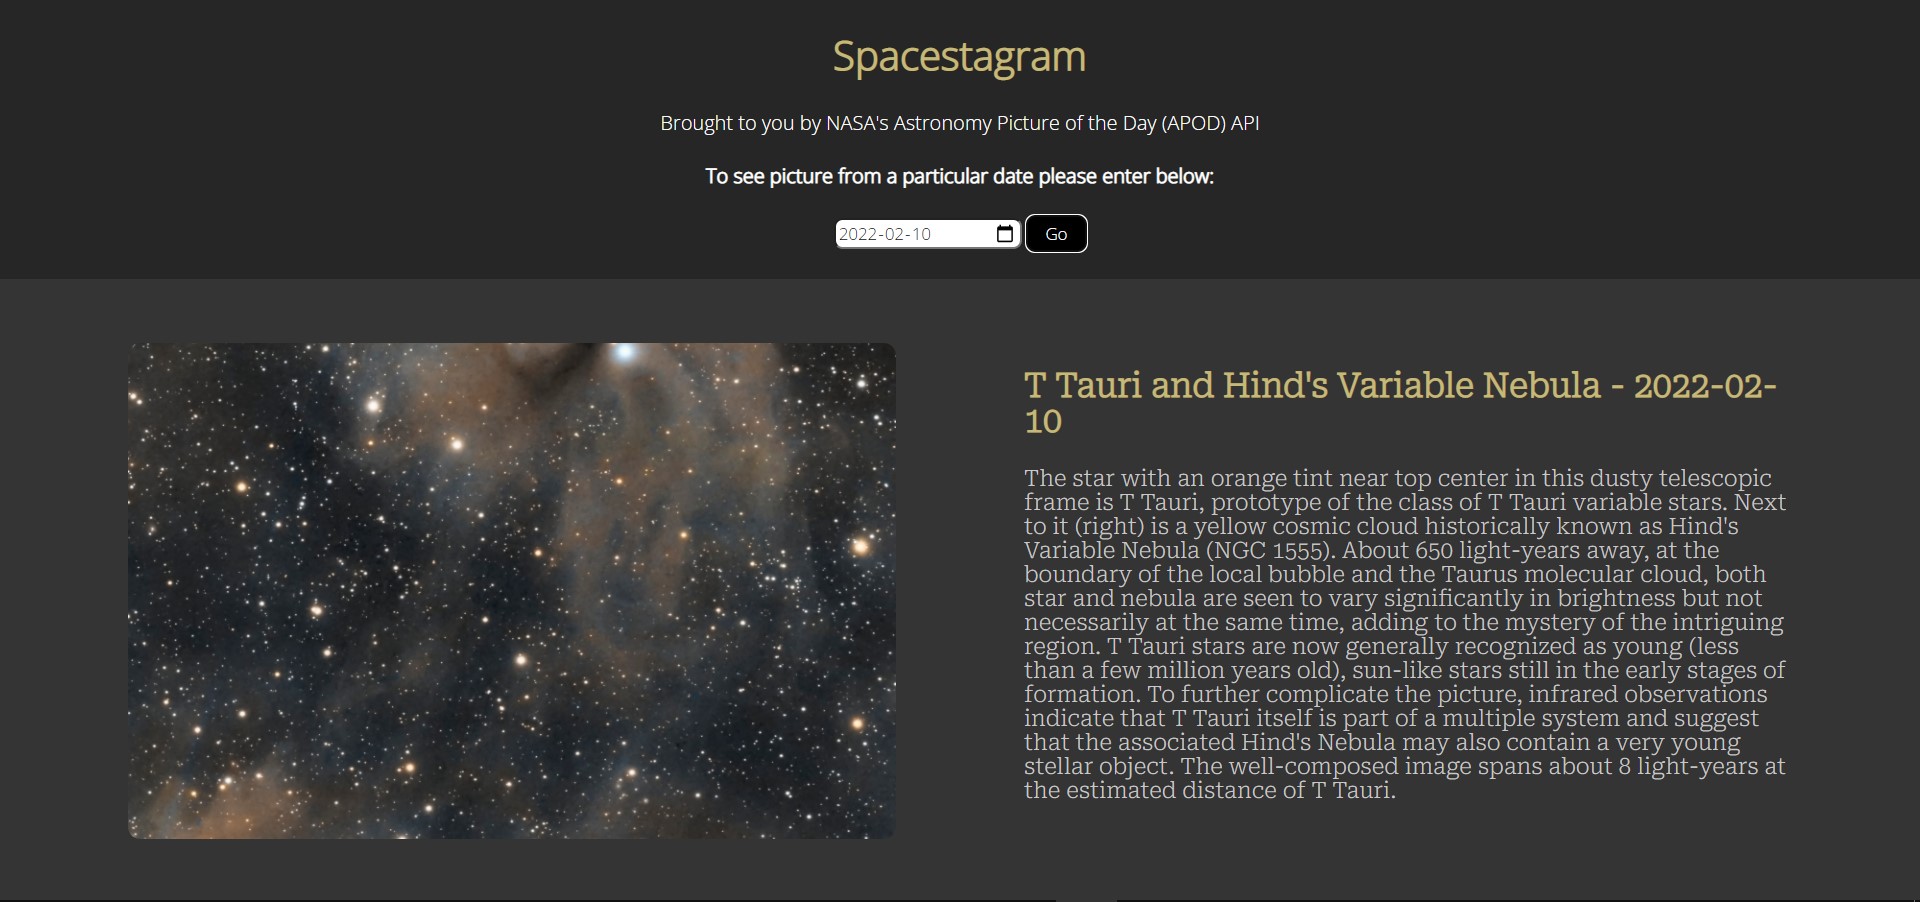 Spacestagram
Brought to you by NASA's Astronomy Picture of the Day (APOD) API
To see picture from a particular date please enter below:
2022-02-10 Go
T Tauri and Hind's Variable Nebula - 2022-02-
10
The star with an orange tint near top center in this dusty telescopic
frame is T Tauri, prototype of the class of T Tauri variable stars. Next
to it (right) is a yellow cosmic cloud historically known as Hind's
Variable Nebula (NGC 1555). About 650 light-years away, at the
boundary of the local bubble and the Taurus molecular cloud, both
star and nebula are seen to vary significantly in brightness but not
necessarily at the same time, adding to the mystery of the intriguing
region. T Tauri stars are now generally recognized as young (less
than a few million years old), sun-like stars still in the early stages of
formation. To further complicate the picture, infrared observations
indicate that T Tauri itself is part of a multiple system and suggest
that the associated Hind's Nebula may also contain a very young
stellar object. The well-composed image spans about 8 light-years at
the estimated distance of T Tauri.